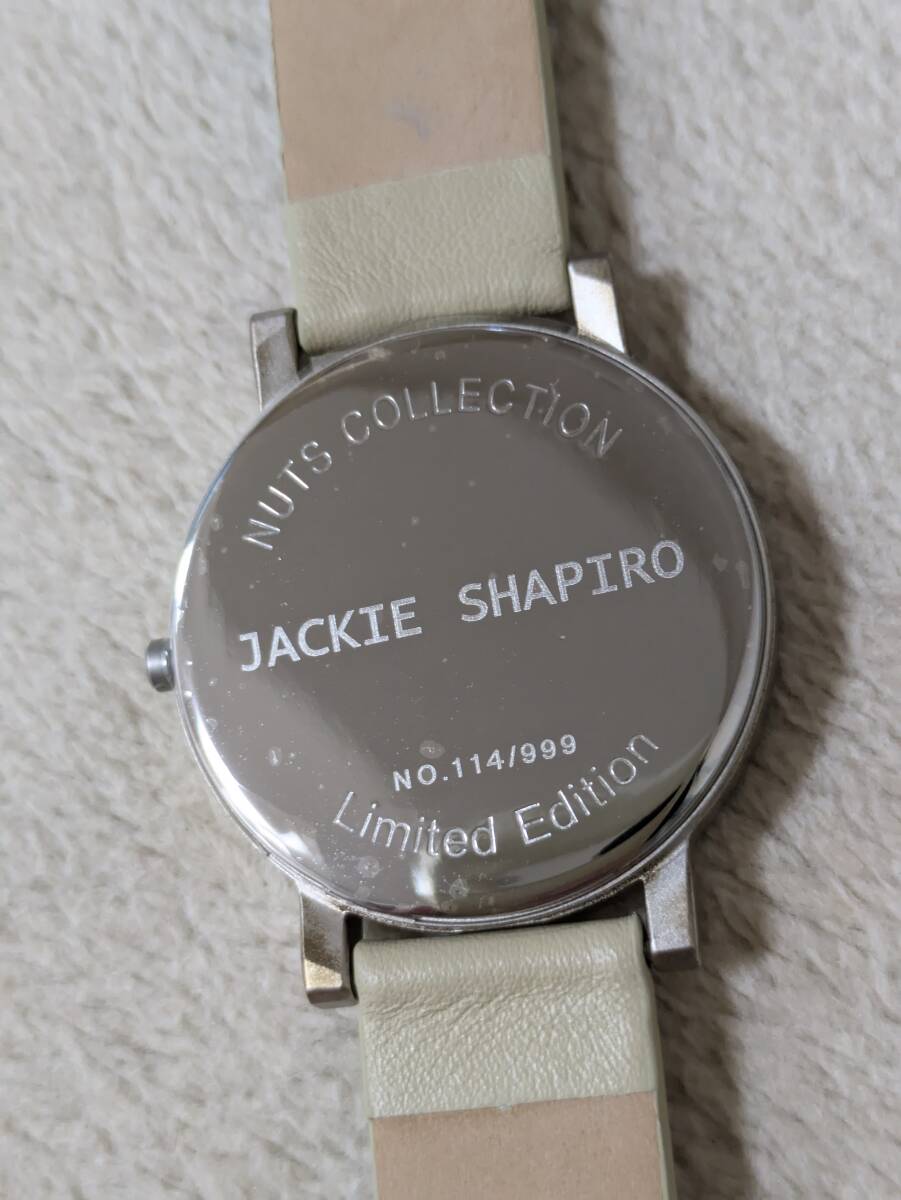 NUTS COLLECTION
JACKIE SHAPIRO
NO.114/999
Limited Edition